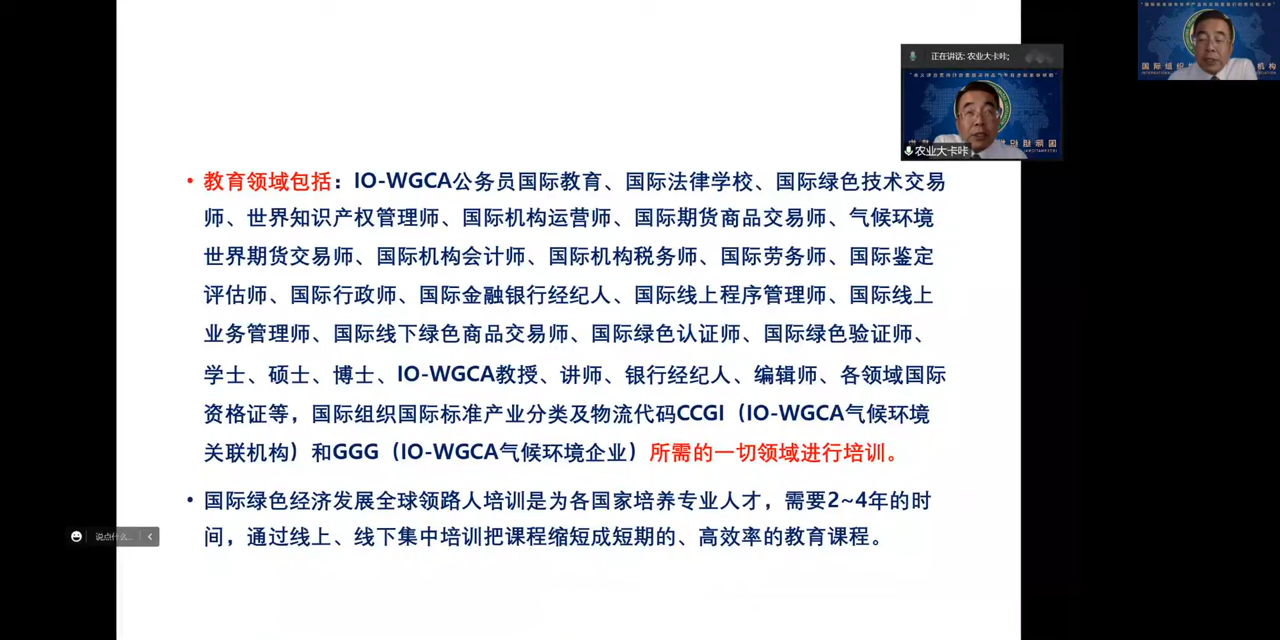 正在讲话: 农业大卡咔;
农业大卡咔
• 教育领域包括：IO-WGCA公务员国际教育、国际法律学校、国际绿色技术交易
师、世界知识产权管理师、国际机构运营师、国际期货商品交易师、气候环境
世界期货交易师、国际机构会计师、国际机构税务师、国际劳务师、国际鉴定
评估师、国际行政师、国际金融银行经纪人、国际线上程序管理师、国际线上
业务管理师、国际线下绿色商品交易师、国际绿色认证师、国际绿色验证师、
学士、硕士、博士、IO-WGCA教授、讲师、银行经纪人、编辑师、各领域国际
资格证等，国际组织国际标准产业分类及物流代码CCGI（IO-WGCA气候环境
关联机构）和GGG（IO-WGCA气候环境企业）所需的一切领域进行培训。
• 国际绿色经济发展全球领路人培训是为各国家培养专业人才，需要2~4年的时
间，通过线上、线下集中培训把课程缩短成短期的、高效率的教育课程。
说点什么...
国际组织
机构